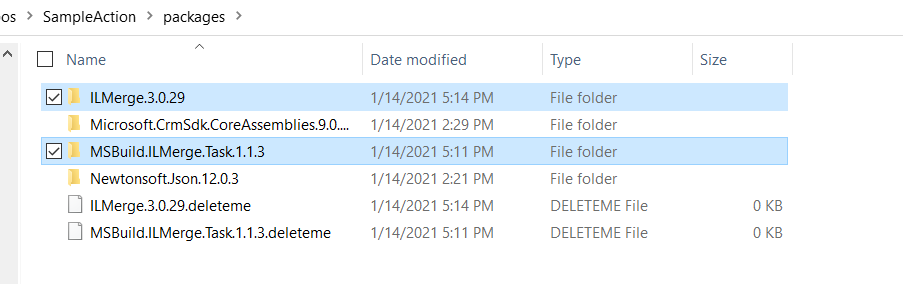 os > SampleAction > packages >
Name Date modified Type Size
ILMerge.3.0.29 1/14/2021 5:14 PM File folder
Microsoft.CrmSdk.CoreAssemblies.9.0.... 1/14/2021 2:29 PM File folder
MSBuild.ILMerge.Task.1.1.3 1/14/2021 5:11 PM File folder
Newtonsoft.Json.12.0.3 1/14/2021 2:21 PM File folder
ILMerge.3.0.29.deleteme 1/14/2021 5:14 PM DELETEME File 0 KB
MSBuild.ILMerge.Task.1.1.3.deleteme 1/14/2021 5:11 PM DELETEME File 0 KB